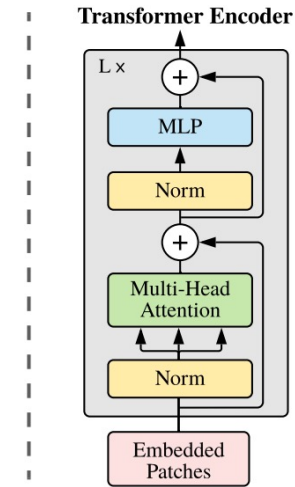 Transformer Encoder
L ×
+
MLP
Norm
+
Multi-Head
Attention
Norm
Embedded
Patches